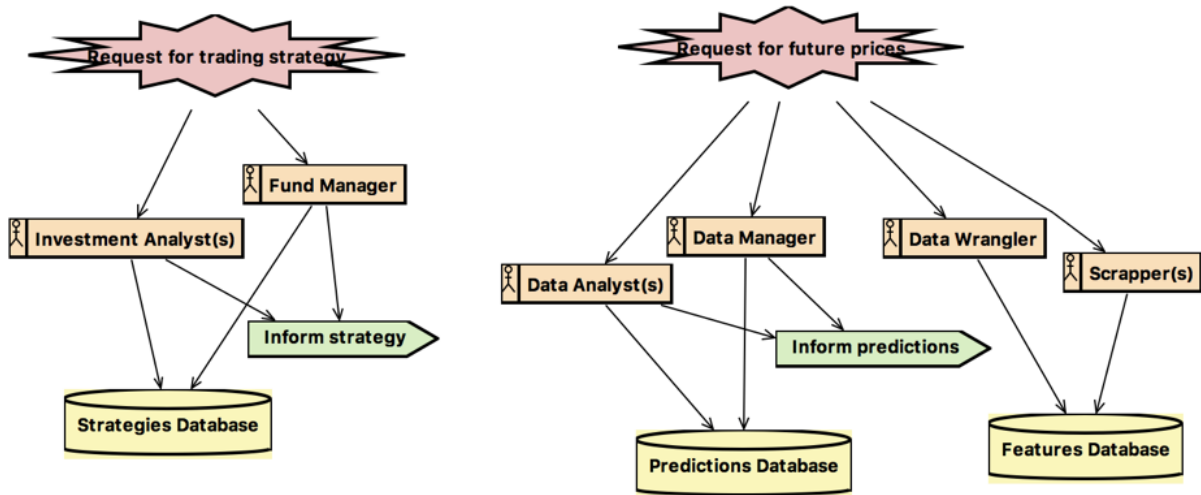 Request for trading strategy
Fund Manager
Investment Analyst(s)
Inform strategy
Strategies Database
Request for future prices
Data Manager
Data Wrangler
Data Analyst(s)
Scrapper(s)
Inform predictions
Predictions Database
Features Database